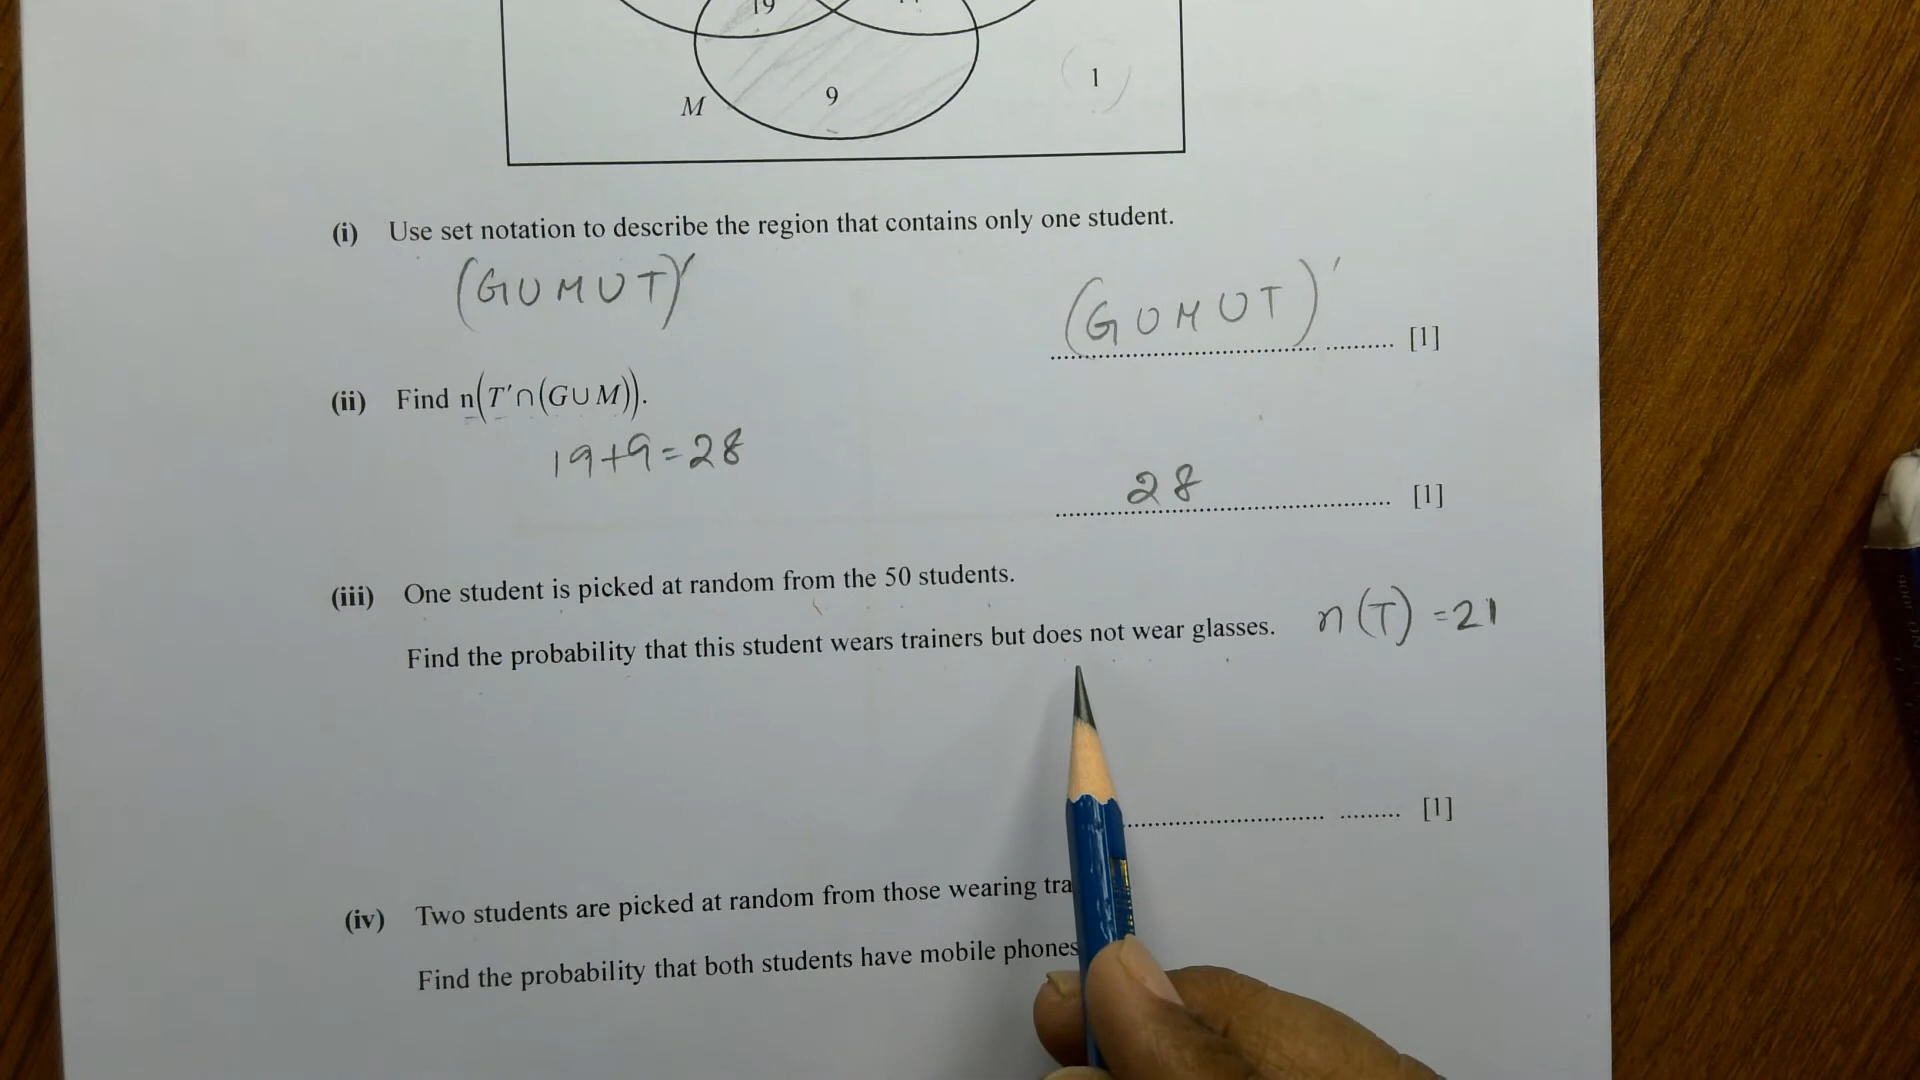 19
9
M
1
(i) Use set notation to describe the region that contains only one student.
(G∪M∪T)'
(G∪M∪T)'
[1]
(ii) Find n(T'∩(G∪M)).
19+9=28
28
[1]
(iii) One student is picked at random from the 50 students.
Find the probability that this student wears trainers but does not wear glasses.
n(T) =21
[1]
(iv) Two students are picked at random from those wearing tra
Find the probability that both students have mobile phones